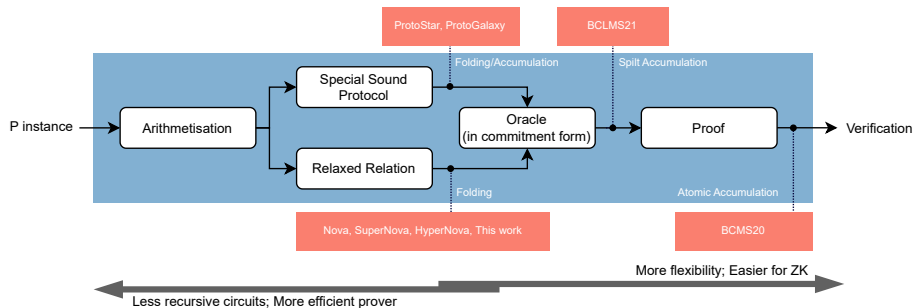 ProtoStar, ProtoGalaxy
BCLMS21
Folding/Accumulation
Spilt Accumulation
Special Sound
Protocol
P instance
Arithmetisation
Oracle
(in commitment form)
Proof
Verification
Relaxed Relation
Folding
Atomic Accumulation
Nova, SuperNova, HyperNova, This work
BCMS20
More flexibility; Easier for ZK
Less recursive circuits; More efficient prover